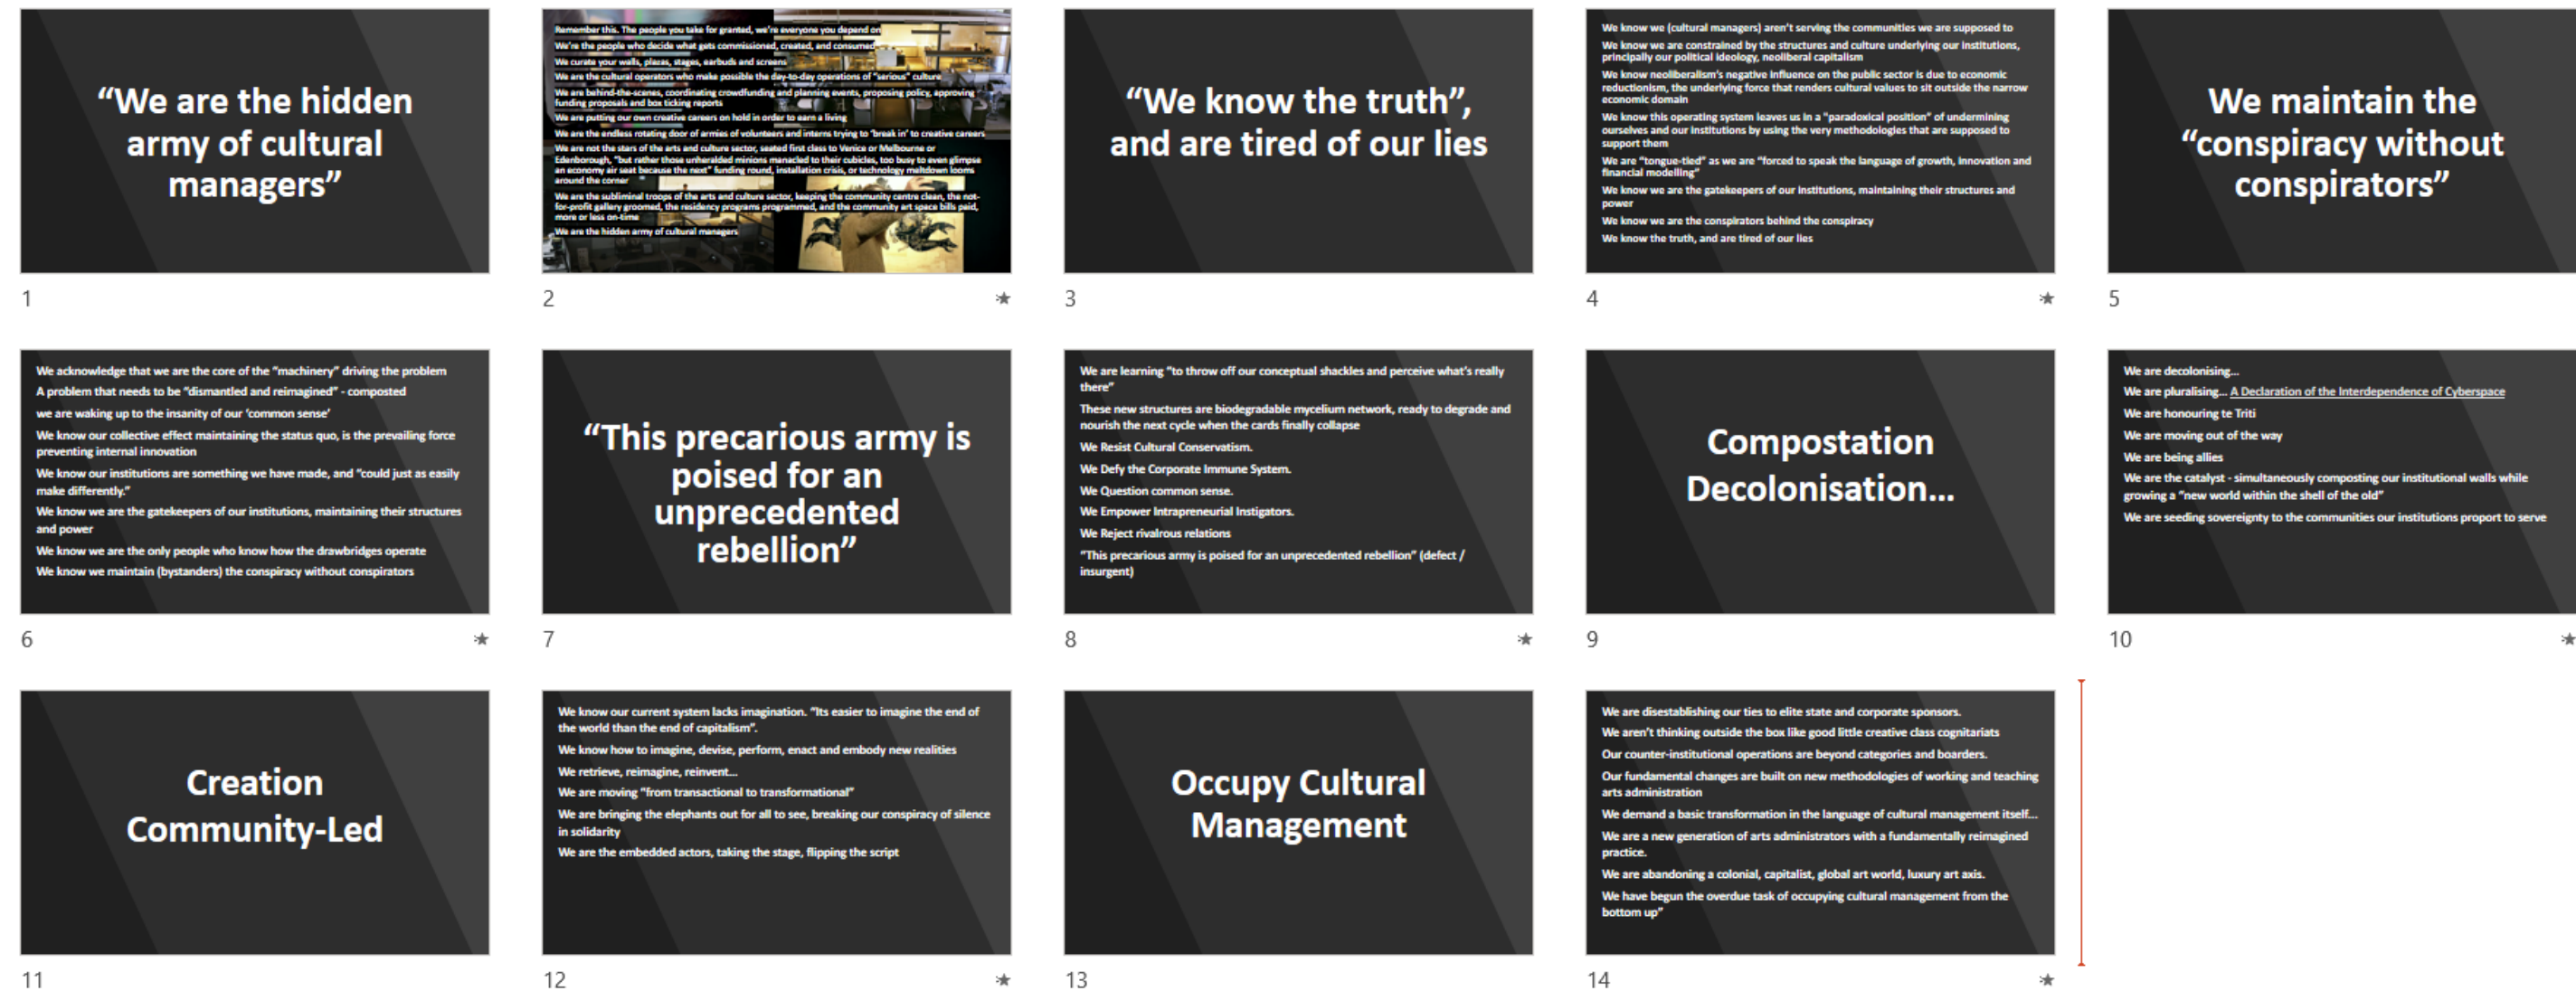 “We are the hidden
army of cultural
managers”
1
Remember this. The people you take for granted, we’re everyone you depend on
We’re the people who decide what gets commissioned, created, and consumed
We curate your walls, plazas, stages, earbuds and screens
We are the cultural operators who make possible the day-to-day operations of “serious” culture
We are behind-the-scenes, coordinating crowdfunding and planning events, proposing policy, approving
funding proposals and box ticking reports
We are putting our own creative careers on hold in order to earn a living
We are the endless rotating door of armies of volunteers and interns trying to ‘break in’ to creative careers
We are not the stars of the arts and culture sector, seated first class to Venice or Melbourne or
Edenborough, “but rather those unheralded minions manacled to their cubicles, too busy to even glimpse
an economy air seat because the next” funding round, installation crisis, or technology meltdown looms
around the corner
We are the subliminal troops of the arts and culture sector, keeping the community centre clean, the not-
for-profit gallery groomed, the residency programs programmed, and the community art space bills paid,
more or less on-time
We are the hidden army of cultural managers
2
“We know the truth”,
and are tired of our lies
3
We know we (cultural managers) aren’t serving the communities we are supposed to
We know we are constrained by the structures and culture underlying our institutions,
principally our political ideology, neoliberal capitalism
We know neoliberalism’s negative influence on the public sector is due to economic
reductionism, the underlying force that renders cultural values to sit outside the narrow
economic domain
We know this operating system leaves us in a “paradoxical position” of undermining
ourselves and our institutions by using the very methodologies that are supposed to
support them
We are “tongue-tied” as we are “forced to speak the language of growth, innovation and
financial modelling”
We know we are the gatekeepers of our institutions, maintaining their structures and
power
We know we are the conspirators behind the conspiracy
We know the truth, and are tired of our lies
4
We maintain the
“conspiracy without
conspirators”
5
We acknowledge that we are the core of the “machinery” driving the problem
A problem that needs to be “dismantled and reimagined” - composted
we are waking up to the insanity of our ‘common sense’
We know our collective effect maintaining the status quo, is the prevailing force
preventing internal innovation
We know our institutions are something we have made, and “could just as easily
make differently.”
We know we are the gatekeepers of our institutions, maintaining their structures
and power
We know we are the only people who know how the drawbridges operate
We know we maintain (bystanders) the conspiracy without conspirators
6
“This precarious army is
poised for an
unprecedented
rebellion”
7
We are learning “to throw off our conceptual shackles and perceive what’s really
there”
These new structures are biodegradable mycelium network, ready to degrade and
nourish the next cycle when the cards finally collapse
We Resist Cultural Conservatism.
We Defy the Corporate Immune System.
We Question common sense.
We Empower Intrapreneurial Instigators.
We Reject rivalrous relations
“This precarious army is poised for an unprecedented rebellion” (defect /
insurgent)
8
Compostation
Decolonisation...
9
We are decolonising...
We are pluralising... A Declaration of the Interdependence of Cyberspace
We are honouring te Triti
We are moving out of the way
We are being allies
We are the catalyst - simultaneously composting our institutional walls while
growing a “new world within the shell of the old”
We are seeding sovereignty to the communities our institutions proport to serve
10
Creation
Community-Led
11
We know our current system lacks imagination. “Its easier to imagine the end of
the world than the end of capitalism”.
We know how to imagine, devise, perform, enact and embody new realities
We retrieve, reimagine, reinvent...
We are moving “from transactional to transformational”
We are bringing the elephants out for all to see, breaking our conspiracy of silence
in solidarity
We are the embedded actors, taking the stage, flipping the script
12
Occupy Cultural
Management
13
We are disestablishing our ties to elite state and corporate sponsors.
We aren’t thinking outside the box like good little creative class cognitariats
Our counter-institutional operations are beyond categories and boarders.
Our fundamental changes are built on new methodologies of working and teaching
arts administration
We demand a basic transformation in the language of cultural management itself...
We are a new generation of arts administrators with a fundamentally reimagined
practice.
We are abandoning a colonial, capitalist, global art world, luxury art axis.
We have begun the overdue task of occupying cultural management from the
bottom up”
14